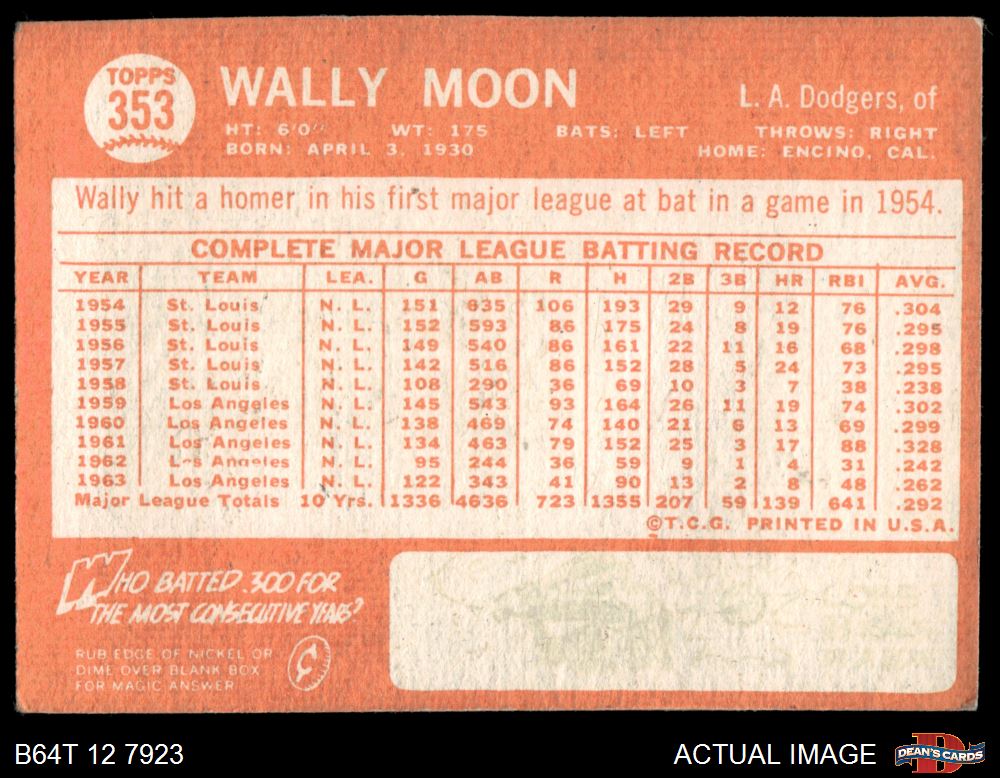 TOPPS
353
WALLY MOON
L. A. Dodgers, of
HT: 6'0" WT: 175 BATS: LEFT THROWS: RIGHT
BORN: APRIL 3, 1930 HOME: ENCINO, CAL.
Wally hit a homer in his first major league at bat in a game in 1954.
COMPLETE MAJOR LEAGUE BATTING RECORD
YEAR TEAM LEA. G AB R H 2B 3B HR RBI AVG.
1954 St. Louis N. L. 151 635 106 193 29 9 12 76 .304
1955 St. Louis N. L. 152 593 86 175 24 8 19 76 .295
1956 St. Louis N. L. 149 540 86 161 22 11 16 68 .298
1957 St. Louis N. L. 142 516 86 152 28 5 24 73 .295
1958 St. Louis N. L. 108 290 36 69 10 3 7 38 .238
1959 Los Angeles N. L. 145 543 93 164 26 11 19 74 .302
1960 Los Angeles N. L. 138 469 74 140 21 6 13 69 .299
1961 Los Angeles N. L. 134 463 79 152 25 3 17 88 .328
1962 Los Angeles N. L. 95 244 36 59 9 1 4 31 .242
1963 Los Angeles N. L. 122 343 41 90 13 2 8 48 .262
Major League Totals 10 Yrs. 1336 4636 723 1355 207 59 139 641 .292
©T.C.G. PRINTED IN U.S.A.
WHO BATTED .300 FOR
THE MOST CONSECUTIVE YEARS?
RUB EDGE OF NICKEL OR
DIME OVER BLANK BOX
FOR MAGIC ANSWER
¢
B64T 12 7923
ACTUAL IMAGE
DEAN'S CARDS